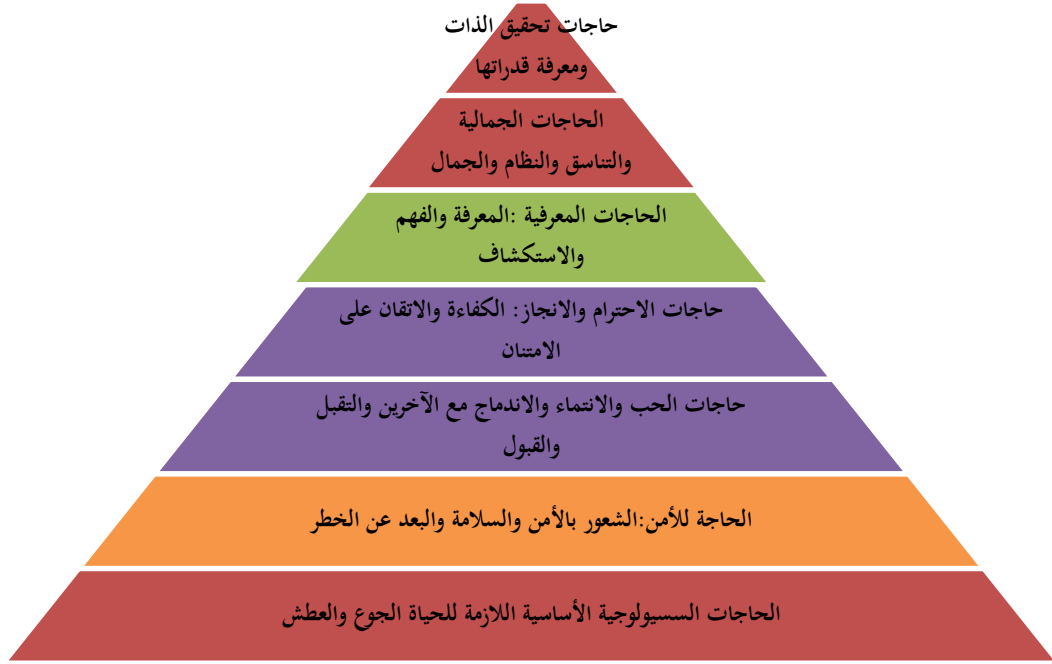 حاجات تحقيق الذات
ومعرفة قدراتها
الحاجات الجمالية
والتناسق والنظام والجمال
الحاجات المعرفية :المعرفة والفهم
والاستكشاف
حاجات الاحترام والانجاز: الكفاءة والاتقان على
الامتنان
حاجات الحب والانتماء والاندماج مع الآخرين والتقبل
والقبول
الحاجة للأمن:الشعور بالأمن والسلامة والبعد عن الخطر
الحاجات السسيولوجية الأساسية اللازمة للحياة الجوع والعطش